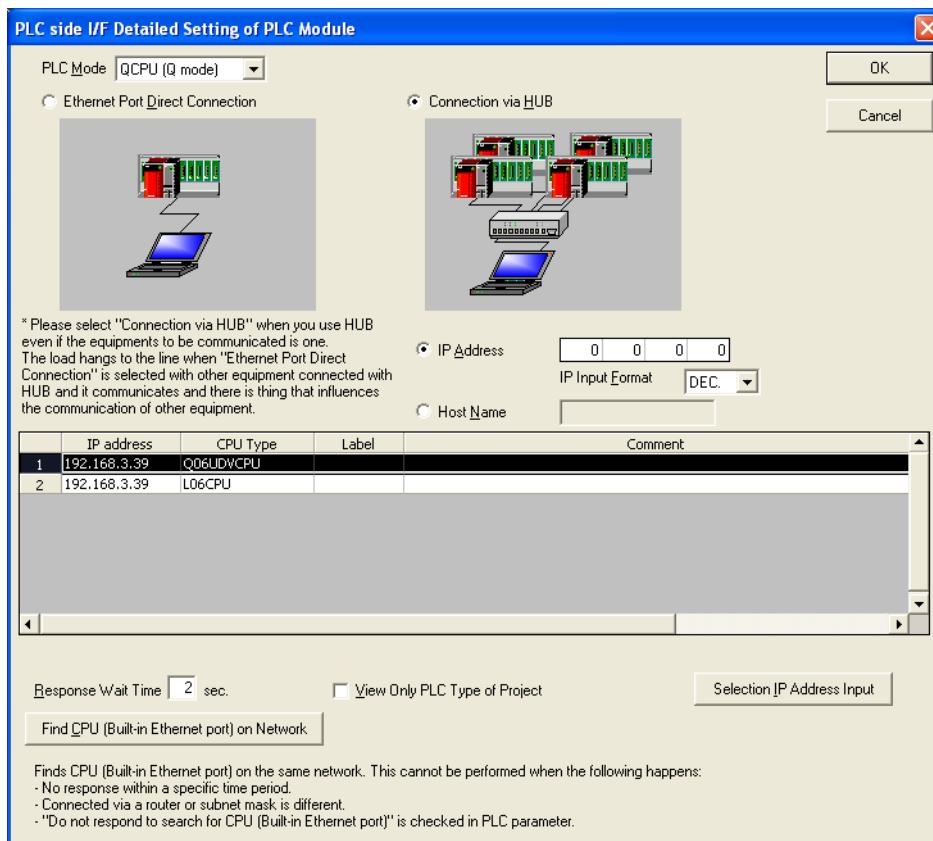 PLC side I/F Detailed Setting of PLC Module
PLC Mode QCPU (Q mode)
OK
Cancel
Ethernet Port Direct Connection
Connection via HUB
* Please select "Connection via HUB" when you use HUB
even if the equipments to be communicated is one.
The load hangs to the line when "Ethernet Port Direct
Connection" is selected with other equipment connected with
HUB and it communicates and there is thing that influences
the communication of other equipment.
IP Address 0 0 0 0
IP Input Format DEC.
Host Name
IP address CPU Type Label Comment
1 192.168.3.39 Q06UDVCPU
2 192.168.3.39 L06CPU
Response Wait Time 2 sec.
View Only PLC Type of Project
Selection IP Address Input
Find CPU (Built-in Ethernet port) on Network
Finds CPU (Built-in Ethernet port) on the same network. This cannot be performed when the following happens:
- No response within a specific time period.
- Connected via a router or subnet mask is different.
- "Do not respond to search for CPU (Built-in Ethernet port)" is checked in PLC parameter.